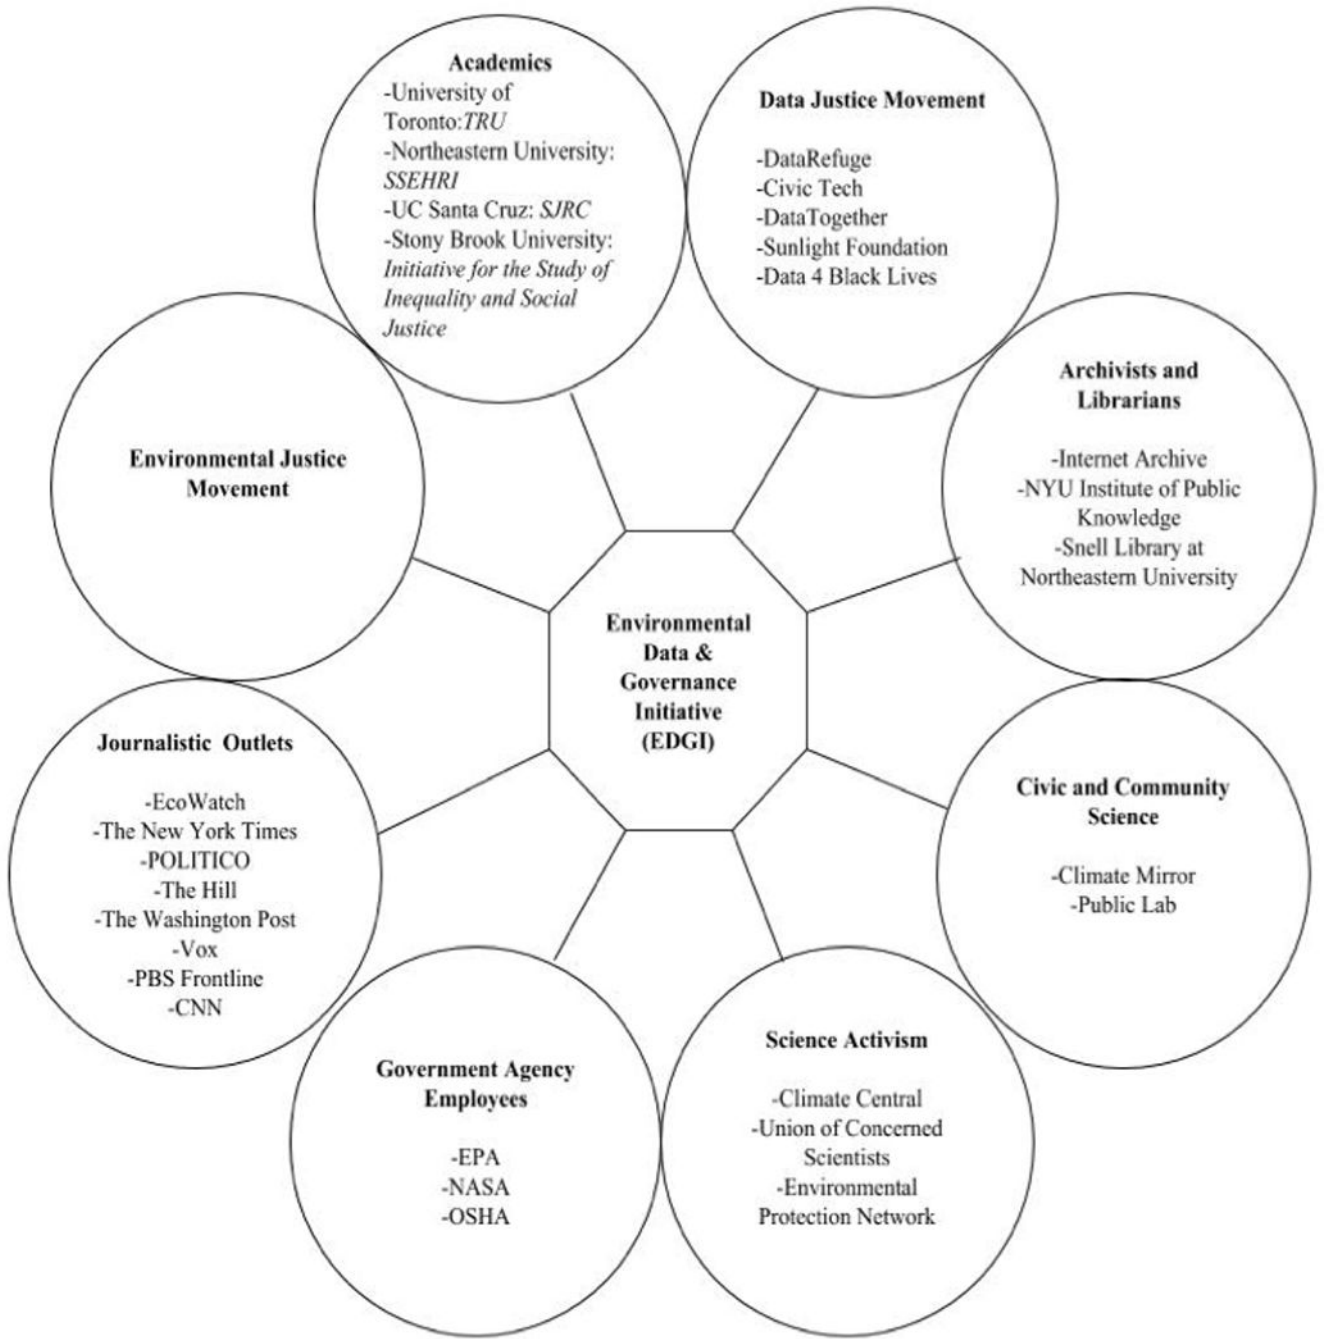 Academics
-University of
Toronto:TRU
-Northeastern University:
SSEHRI
-UC Santa Cruz: SJRC
-Stony Brook University:
Initiative for the Study of
Inequality and Social
Justice
Data Justice Movement
-DataRefuge
-Civic Tech
-DataTogether
-Sunlight Foundation
-Data 4 Black Lives
Archivists and
Librarians
-Internet Archive
-NYU Institute of Public
Knowledge
-Snell Library at
Northeastern University
Environmental Justice
Movement
Environmental
Data &
Governance
Initiative
(EDGI)
Journalistic Outlets
-EcoWatch
-The New York Times
-POLITICO
-The Hill
-The Washington Post
-Vox
-PBS Frontline
-CNN
Civic and Community
Science
-Climate Mirror
-Public Lab
Government Agency
Employees
-EPA
-NASA
-OSHA
Science Activism
-Climate Central
-Union of Concerned
Scientists
-Environmental
Protection Network